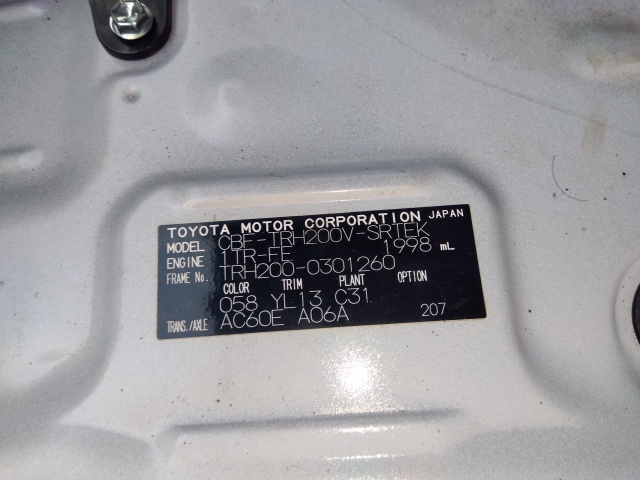 TOYOTA MOTOR CORPORATION JAPAN
MODEL CBF-TRH200V-SRTEK
ENGINE 1TR-FE 1998 mL
FRAME No. TRH200-0301260
COLOR TRIM PLANT OPTION
058 YL13 C31
TRANS./AXLE AC60E A06A 207